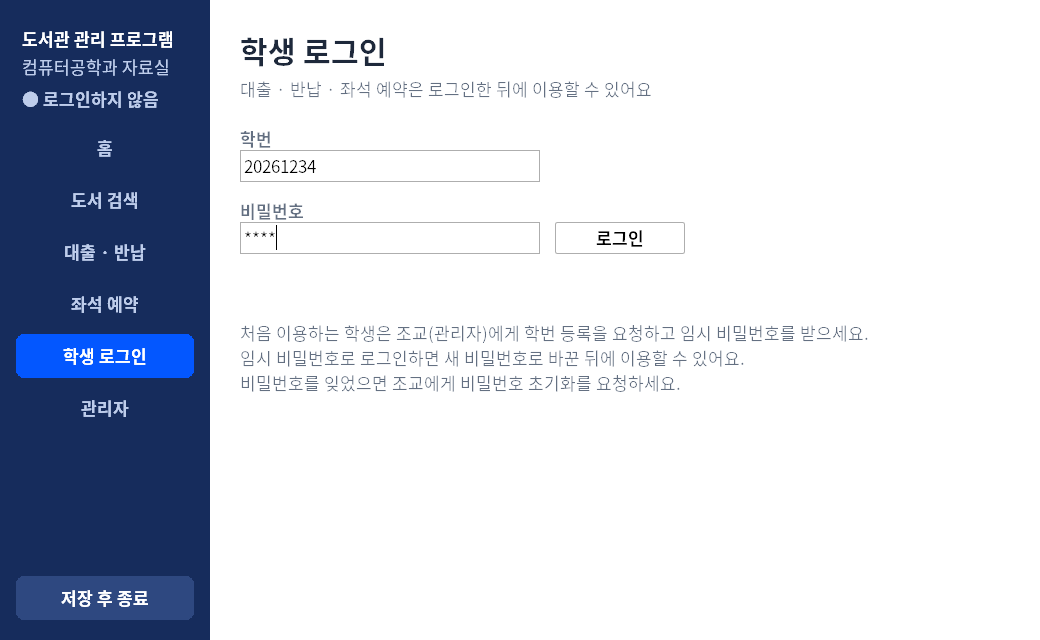 도서관 관리 프로그램
컴퓨터공학과 자료실
● 로그인하지 않음
홈
도서 검색
대출 · 반납
좌석 예약
학생 로그인
관리자
저장 후 종료
학생 로그인
대출 · 반납 · 좌석 예약은 로그인한 뒤에 이용할 수 있어요
학번
20261234
비밀번호
****
로그인
처음 이용하는 학생은 조교(관리자)에게 학번 등록을 요청하고 임시 비밀번호를 받으세요.
임시 비밀번호로 로그인하면 새 비밀번호로 바꾼 뒤에 이용할 수 있어요.
비밀번호를 잊었으면 조교에게 비밀번호 초기화를 요청하세요.